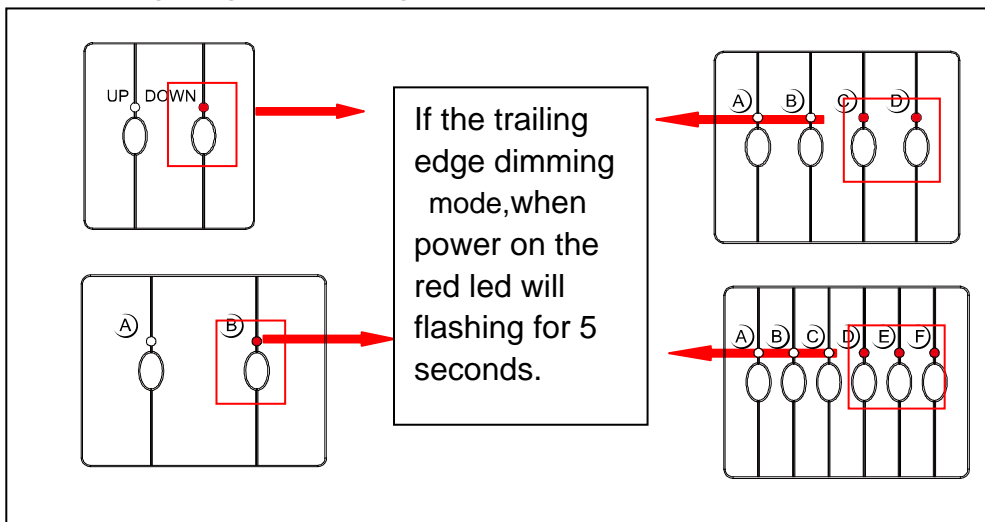 UP DOWN
If the trailing
edge dimming
mode,when
power on the
red led will
flashing for 5
seconds.
A B C D
A B
A B C D E F